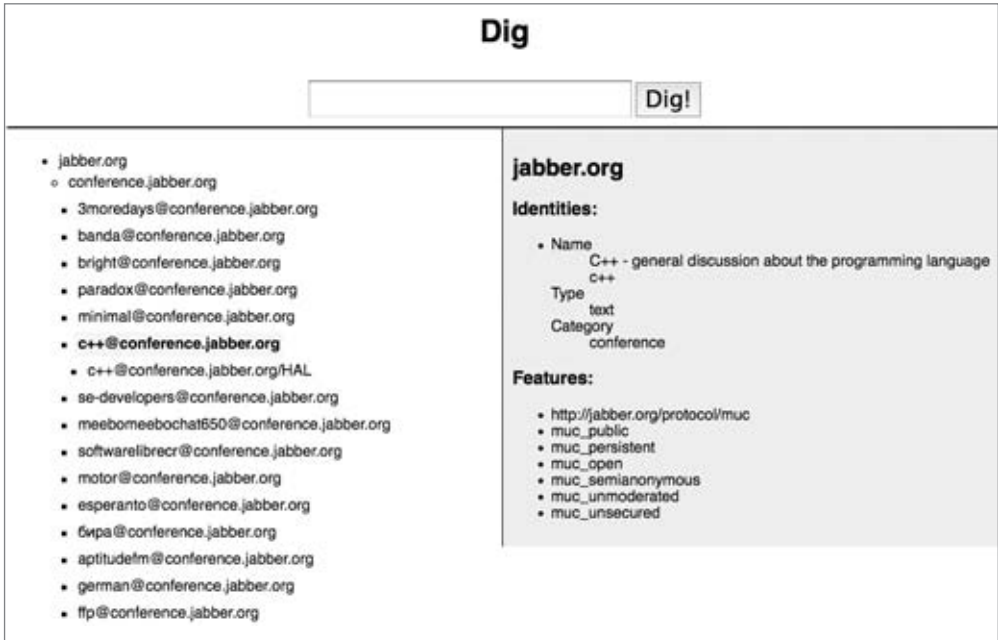 Dig
Dig!
jabber.org
conference.jabber.org
3moredays@conference.jabber.org
banda@conference.jabber.org
bright@conference.jabber.org
paradox@conference.jabber.org
minimal@conference.jabber.org
c++@conference.jabber.org
c++@conference.jabber.org/HAL
se-developers@conference.jabber.org
meebomeebochat650@conference.jabber.org
softwarelibrecr@conference.jabber.org
motor@conference.jabber.org
esperanto@conference.jabber.org
бира@conference.jabber.org
aptitudefm@conference.jabber.org
german@conference.jabber.org
ffp@conference.jabber.org
jabber.org
Identities:
Name
C++ - general discussion about the programming language
c++
Type
text
Category
conference
Features:
http://jabber.org/protocol/muc
muc_public
muc_persistent
muc_open
muc_semianonymous
muc_unmoderated
muc_unsecured